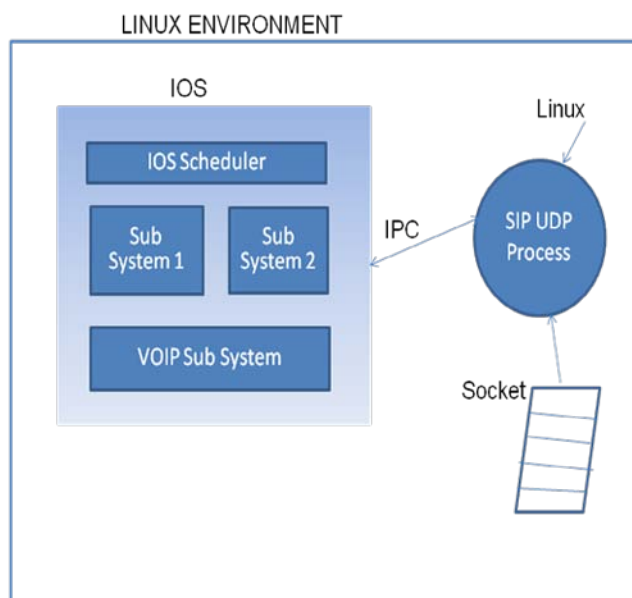 LINUX ENVIRONMENT
IOS
IOS Scheduler
Sub
System 1
Sub
System 2
VOIP Sub System
IPC
Linux
SIP UDP
Process
Socket